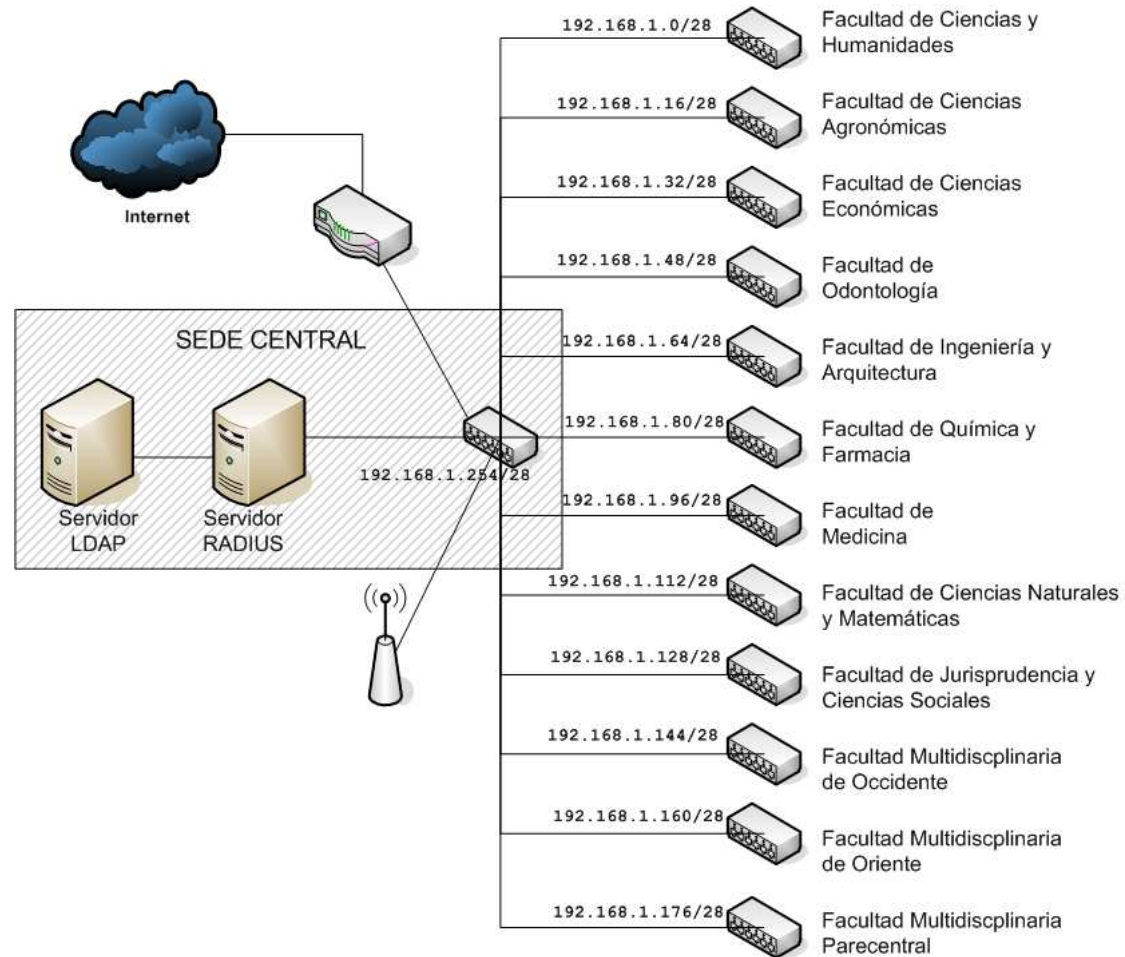 192.168.1.0/28
Facultad de Ciencias y
Humanidades
192.168.1.16/28
Facultad de Ciencias
Agronómicas
192.168.1.32/28
Facultad de Ciencias
Económicas
Internet
192.168.1.48/28
Facultad de
Odontología
SEDE CENTRAL
192.168.1.64/28
Facultad de Ingeniería y
Arquitectura
192.168.1.80/28
Facultad de Química y
Farmacia
192.168.1.254/28
Servidor
LDAP
Servidor
RADIUS
192.168.1.96/28
Facultad de
Medicina
192.168.1.112/28
Facultad de Ciencias Naturales
y Matemáticas
192.168.1.128/28
Facultad de Jurisprudencia y
Ciencias Sociales
192.168.1.144/28
Facultad Multidiscplinaria
de Occidente
192.168.1.160/28
Facultad Multidiscplinaria
de Oriente
192.168.1.176/28
Facultad Multidiscplinaria
Parecentral